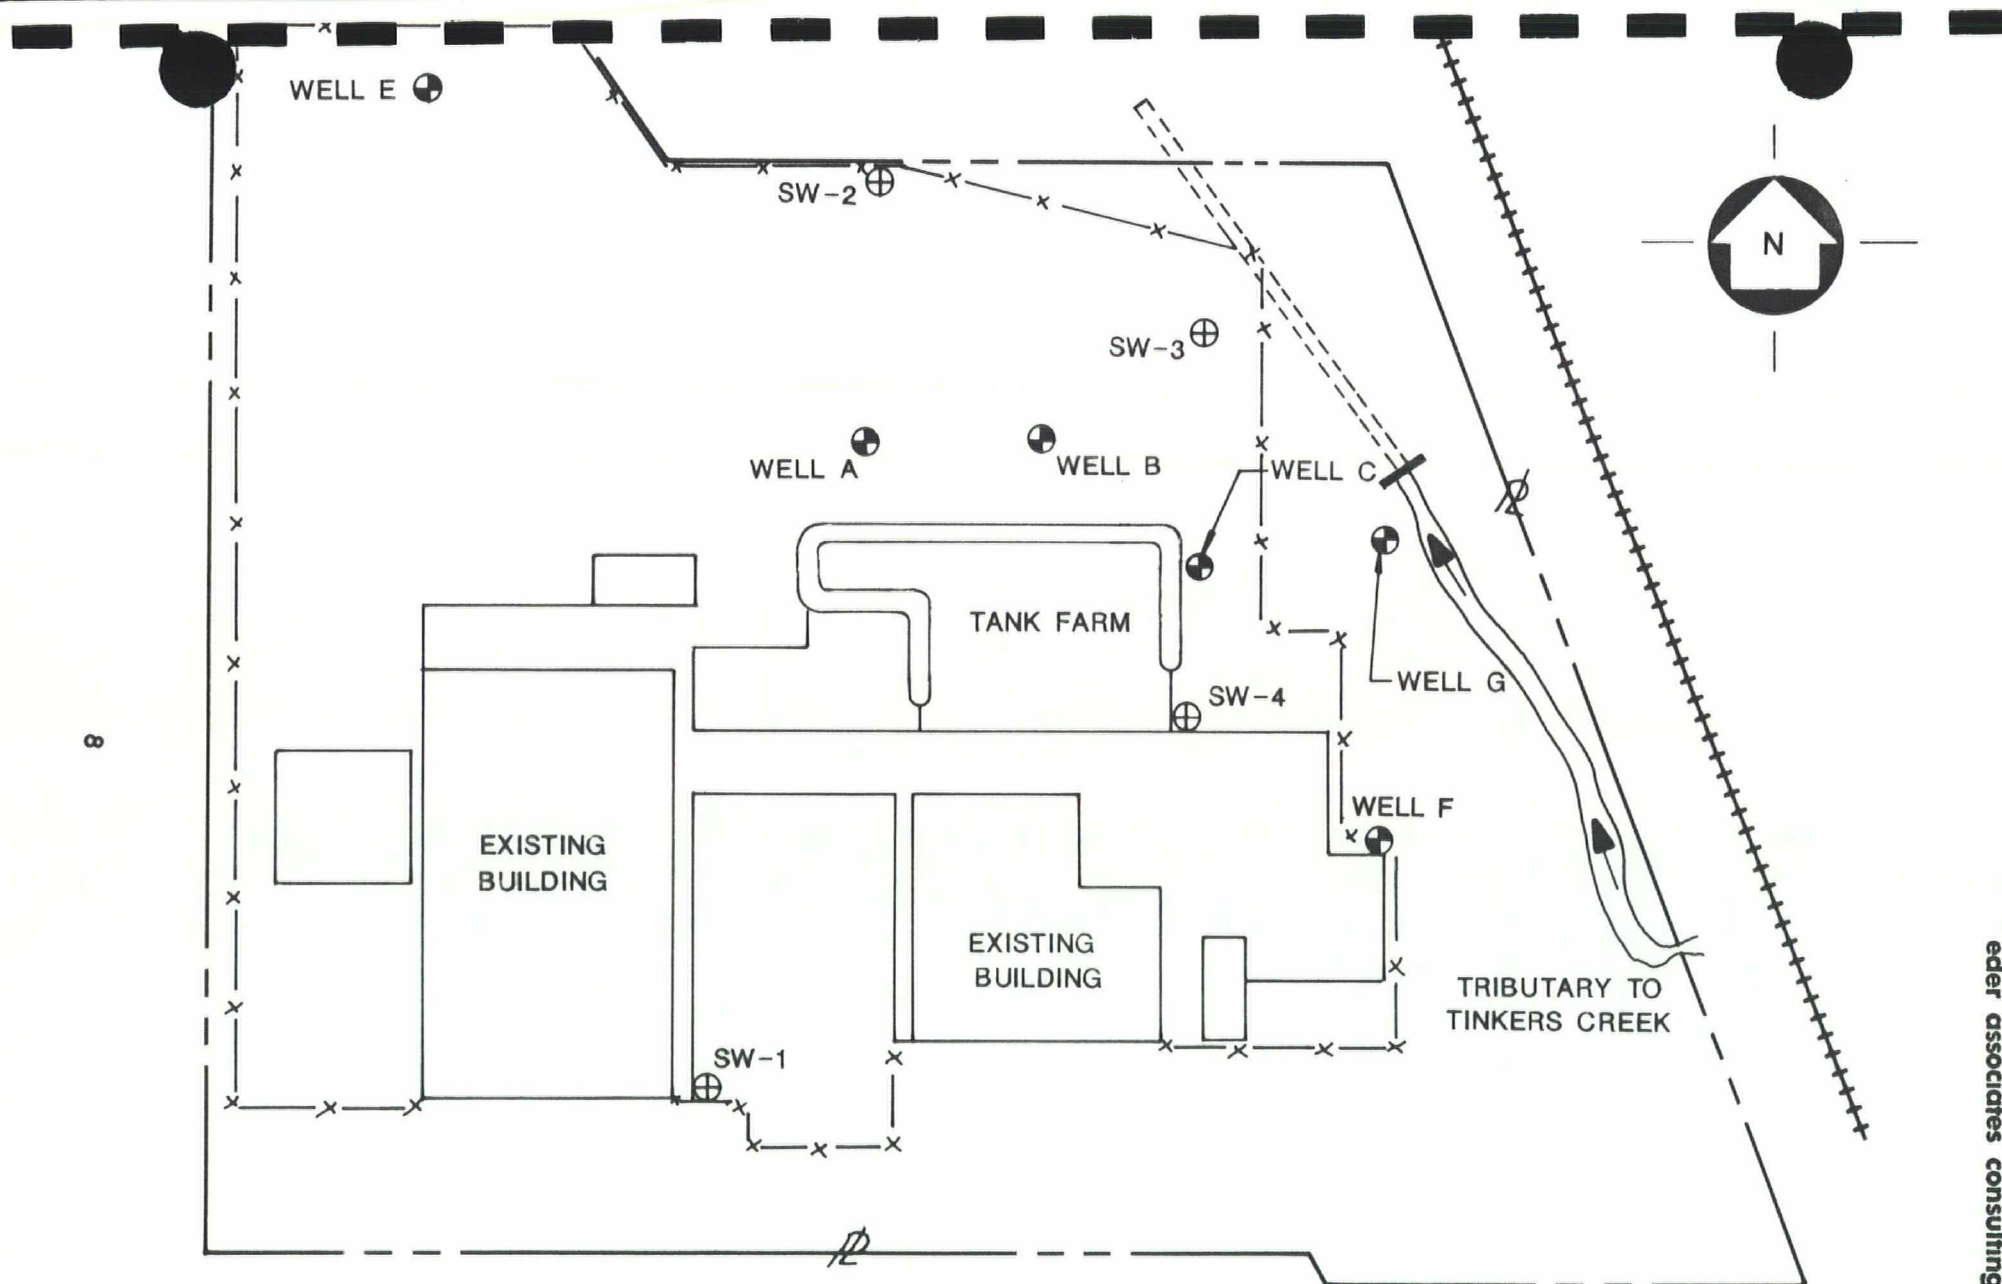 WELL E
SW-2
N
SW-3
WELL A
WELL B
WELL C
TANK FARM
WELL G
SW-4
8
WELL F
EXISTING
BUILDING
EXISTING
BUILDING
TRIBUTARY TO
TINKERS CREEK
SW-1
eder associates consulting